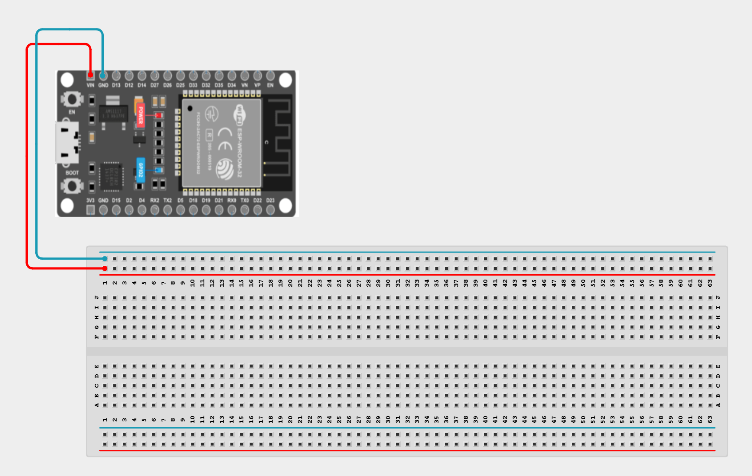 VIN GND D13 D12 D14 D27 D26 D25 D33 D32 D35 D34 VN VP EN
EN
POWER
GPIO2
ESP-WROOM-32
CE
BOOT
3V3 GND D15 D2 D4 RX2 TX2 D5 D18 D19 D21 RX0 TX0 D22 D23
1 2 3 4 5 6 7 8 9 10 11 12 13 14 15 16 17 18 19 20 21 22 23 24 25 26 27 28 29 30 31 32 33 34 35 36 37 38 39 40 41 42 43 44 45 46 47 48 49 50 51 52 53 54 55 56 57 58 59 60 61 62 63
J J
I I
H H
G G
F F
E E
D D
C C
B B
A A
1 2 3 4 5 6 7 8 9 10 11 12 13 14 15 16 17 18 19 20 21 22 23 24 25 26 27 28 29 30 31 32 33 34 35 36 37 38 39 40 41 42 43 44 45 46 47 48 49 50 51 52 53 54 55 56 57 58 59 60 61 62 63